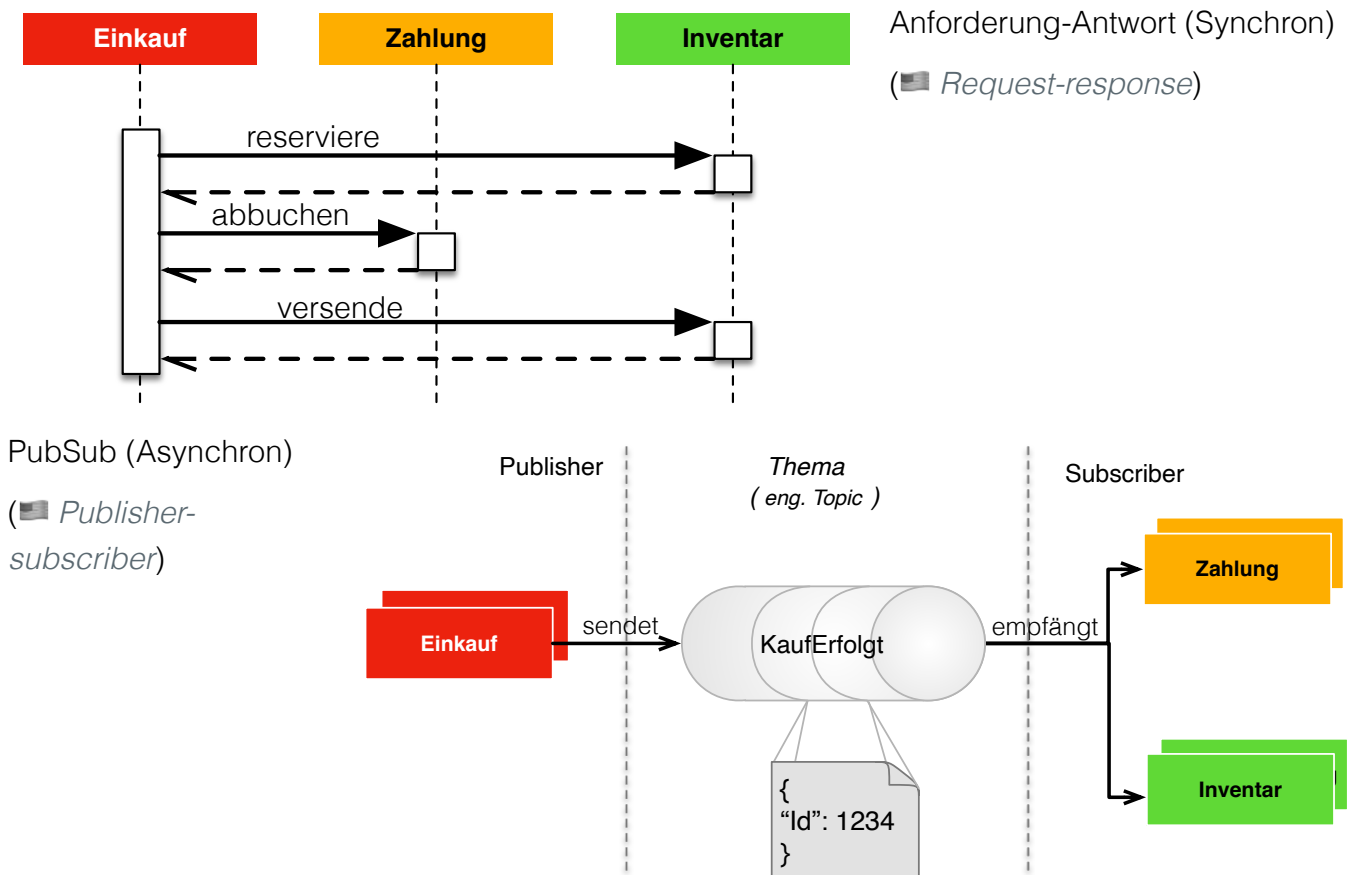 Einkauf
Zahlung
Inventar
Anforderung-Antwort (Synchron)
(🇺🇸 Request-response)
reserviere
abbuchen
versende
PubSub (Asynchron)
(🇺🇸 Publisher-
subscriber)
Publisher
Thema
( eng. Topic )
Subscriber
Einkauf
sendet
KaufErfolgt
empfängt
Zahlung
Inventar
{
“Id”: 1234
}